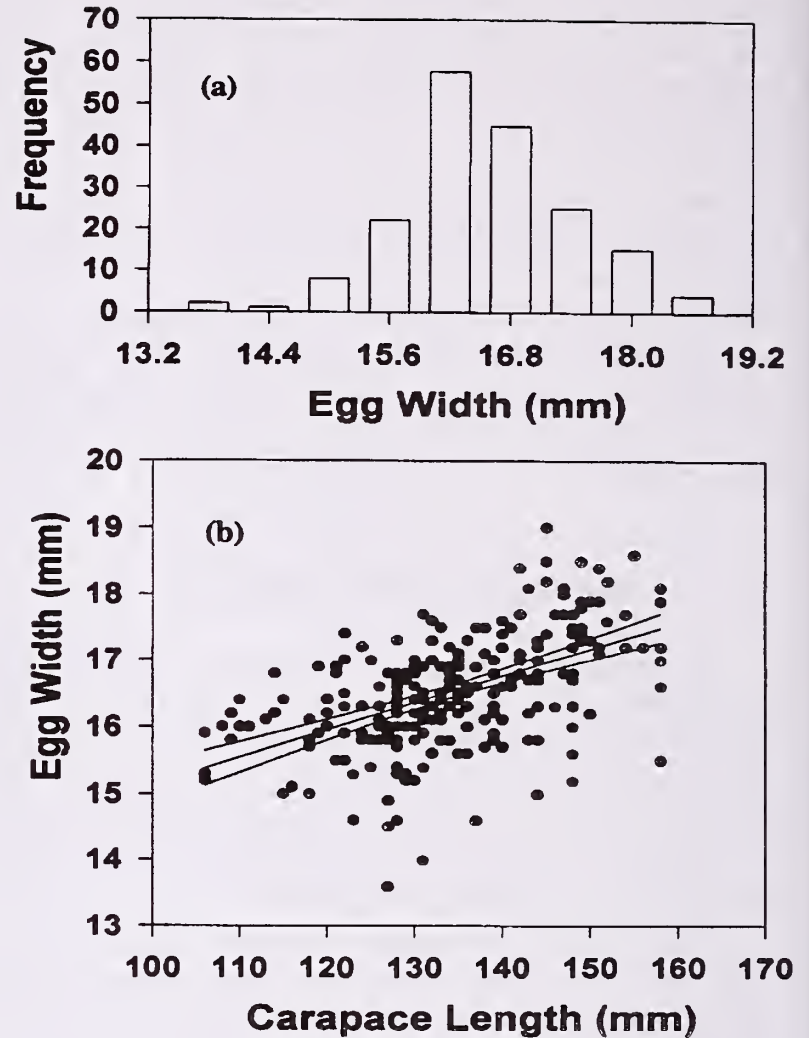 70
60
50
40
30
20
10
0
Frequency
(a)
13.2 14.4 15.6 16.8 18.0 19.2
Egg Width (mm)
20
19
18
17
16
15
14
13
Egg Width (mm)
(b)
100 110 120 130 140 150 160 170
Carapace Length (mm)